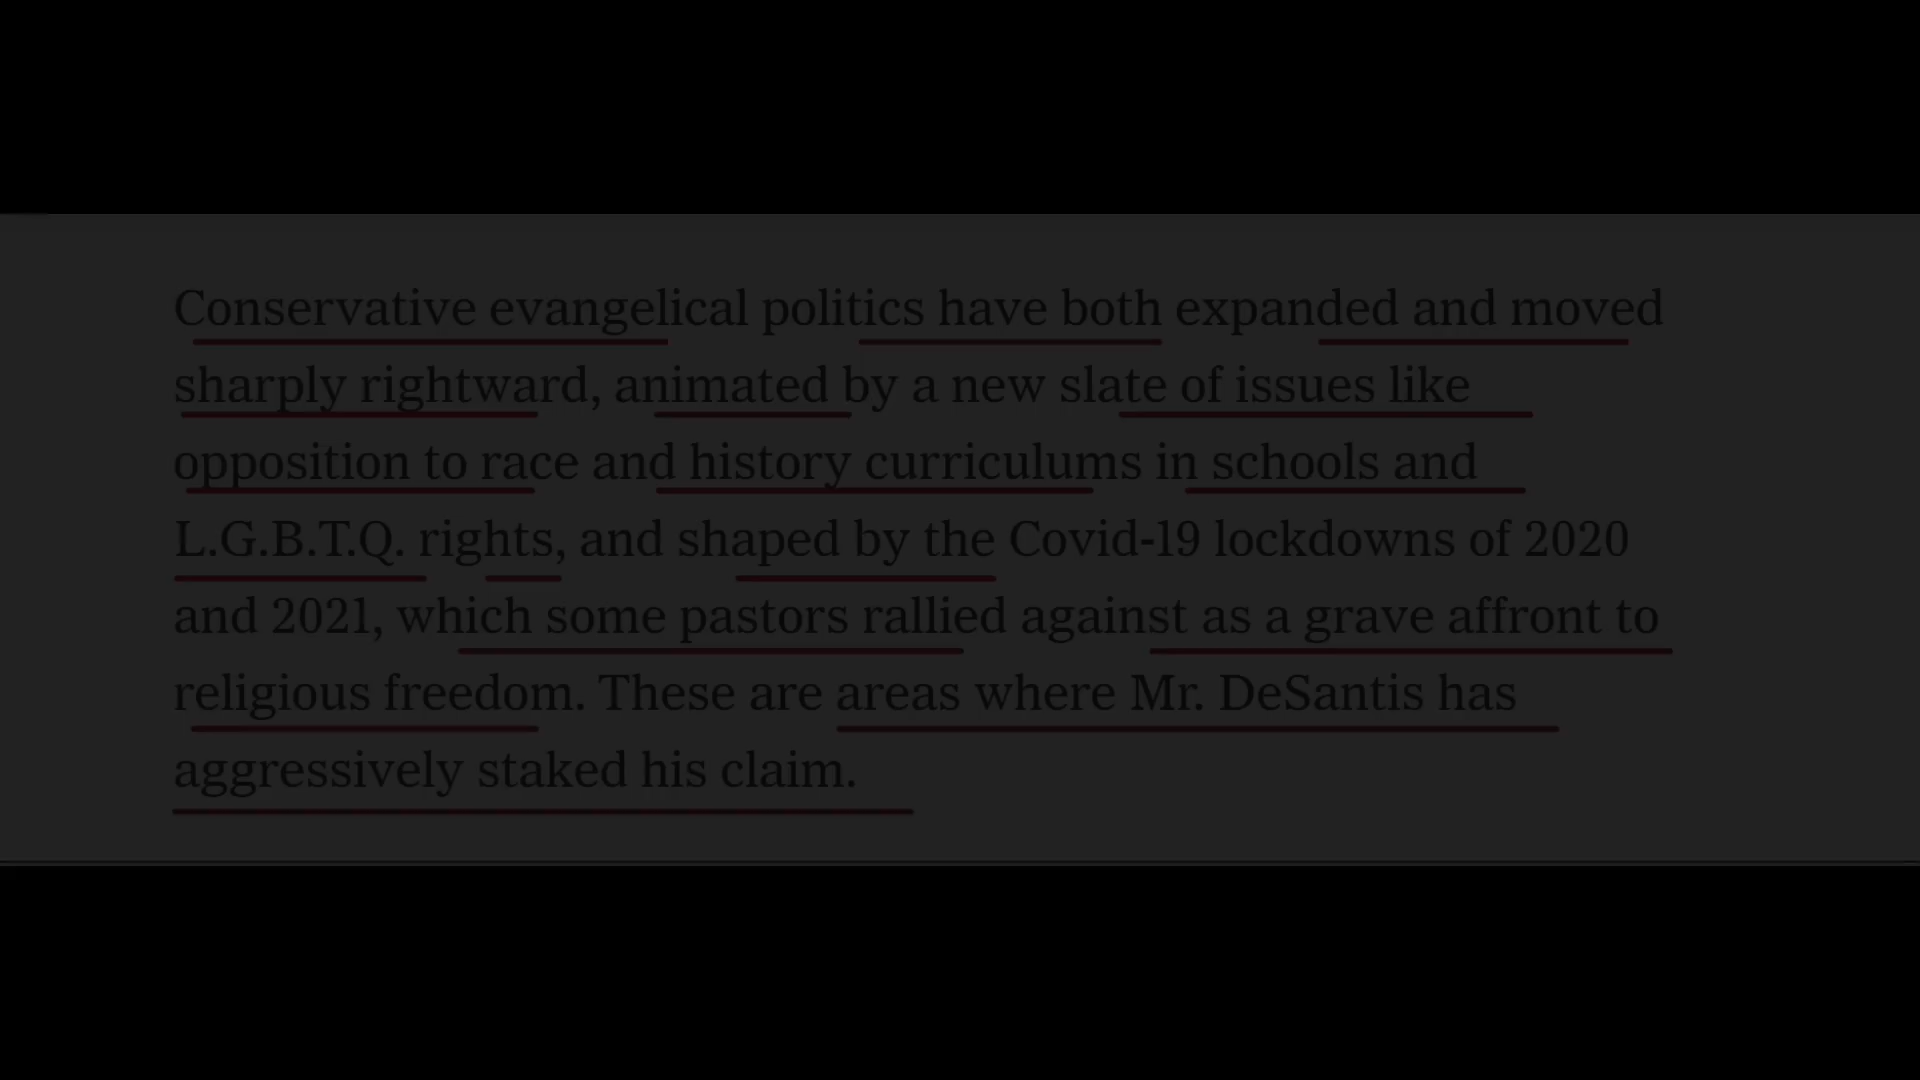 Conservative evangelical politics have both expanded and moved
sharply rightward, animated by a new slate of issues like
opposition to race and history curriculums in schools and
L.G.B.T.Q. rights, and shaped by the Covid-19 lockdowns of 2020
and 2021, which some pastors rallied against as a grave affront to
religious freedom. These are areas where Mr. DeSantis has
aggressively staked his claim.